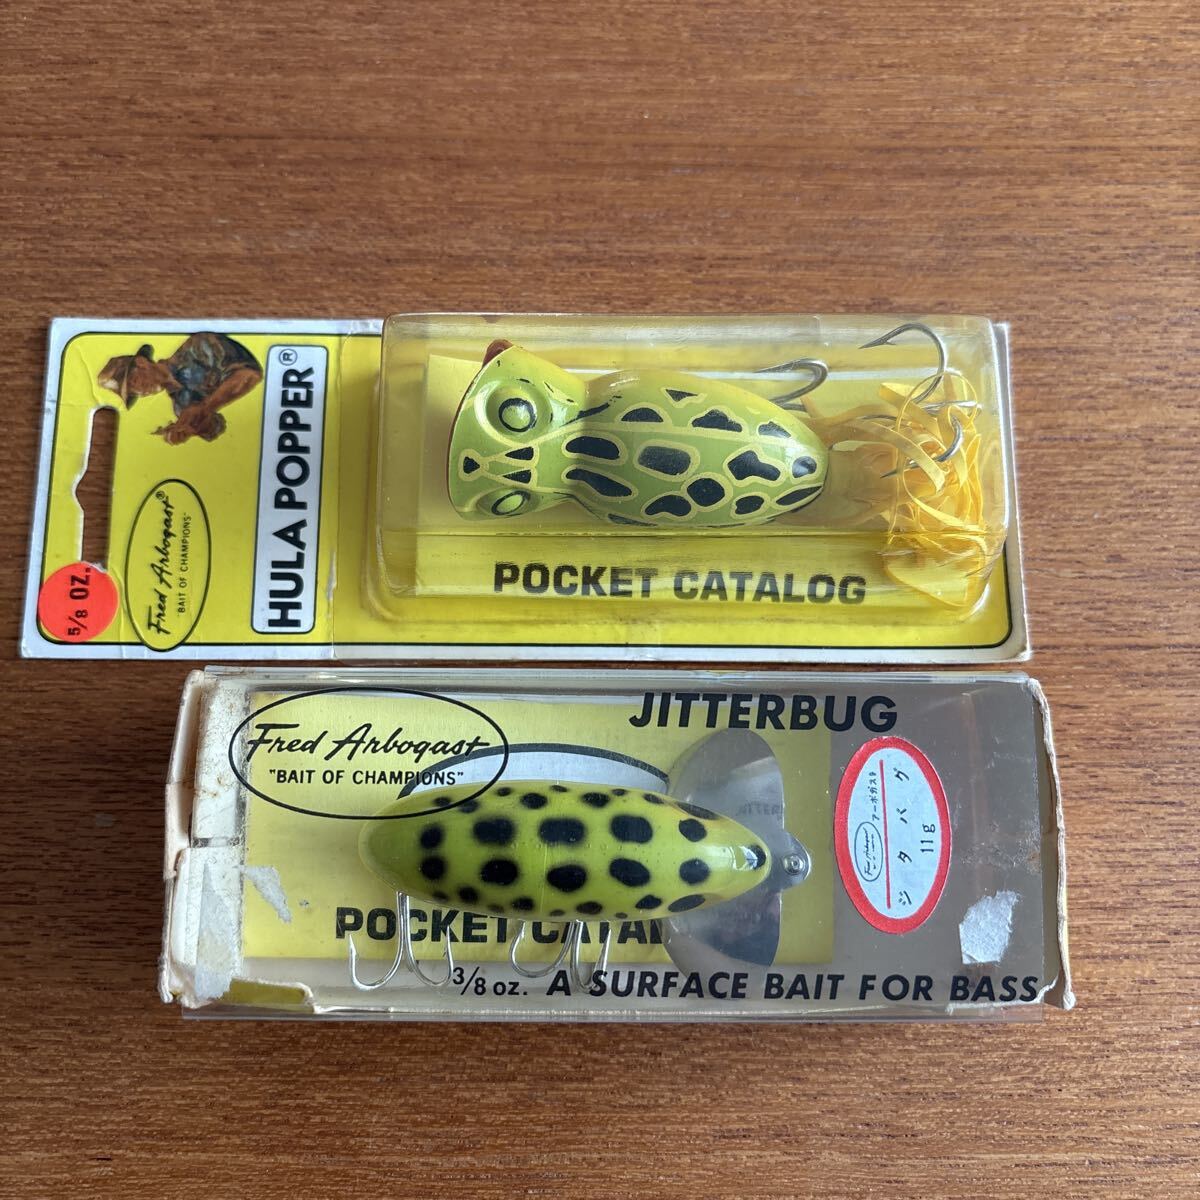 HULA POPPER®
Fred Arbogast®
"BAIT OF CHAMPIONS"
5/8 OZ.
POCKET CATALOG
JITTERBUG
Fred Arbogast
"BAIT OF CHAMPIONS"
アーボガスト
ジタバグ
11g
POCKET CATAL
3/8 oz. A SURFACE BAIT FOR BASS